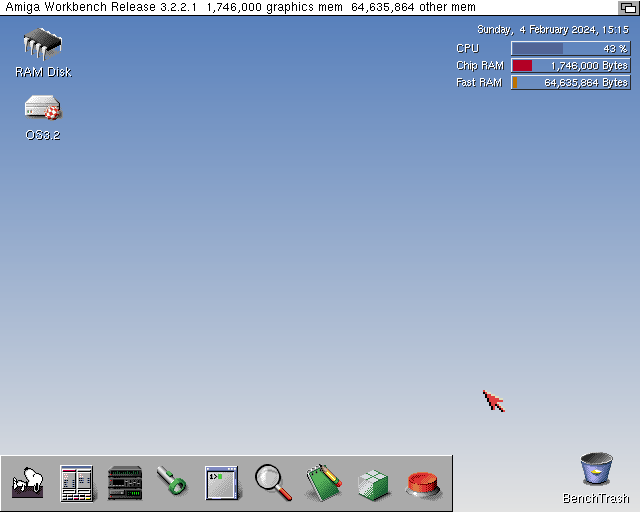 Amiga Workbench Release 3.2.2.1  1,746,000 graphics mem  64,635,864 other mem
Sunday,  4 February 2024, 15:15
CPU 43 %
Chip RAM 1,746,000 Bytes
Fast RAM 64,635,864 Bytes
RAM Disk
OS3.2
1>
BenchTrash